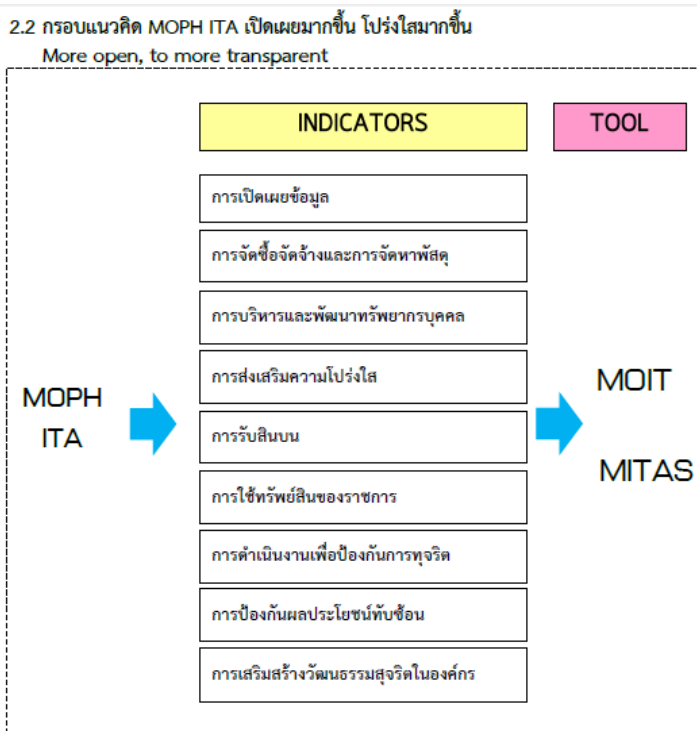 2.2 กรอบแนวคิด MOPH ITA เปิดเผยมากขึ้น โปร่งใสมากขึ้น
More open, to more transparent
INDICATORS
TOOL
การเปิดเผยข้อมูล
การจัดซื้อจัดจ้างและการจัดหาพัสดุ
การบริหารและพัฒนาทรัพยากรบุคคล
การส่งเสริมความโปร่งใส
การรับสินบน
การใช้ทรัพย์สินของราชการ
การดำเนินงานเพื่อป้องกันการทุจริต
การป้องกันผลประโยชน์ทับซ้อน
การเสริมสร้างวัฒนธรรมสุจริตในองค์กร
MOPH
ITA
MOIT
MITAS